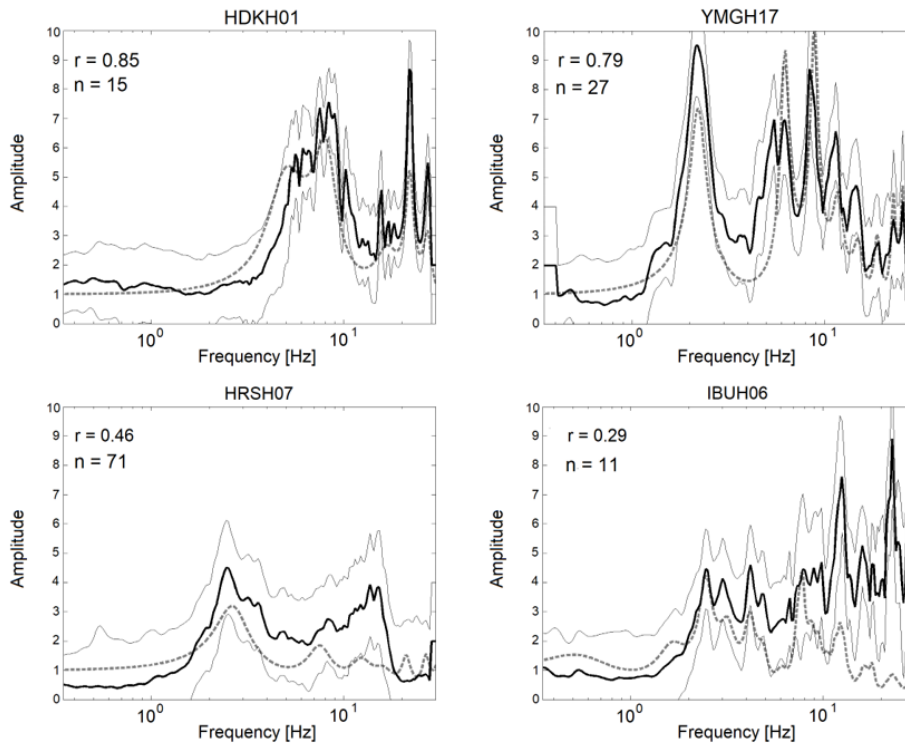 HDKH01
10
9
8
7
6
5
4
3
2
1
0
Amplitude
r = 0.85
n = 15
10^0
10^1
Frequency [Hz]
YMGH17
10
9
8
7
6
5
4
3
2
1
0
Amplitude
r = 0.79
n = 27
10^0
10^1
Frequency [Hz]
HRSH07
10
9
8
7
6
5
4
3
2
1
0
Amplitude
r = 0.46
n = 71
10^0
10^1
Frequency [Hz]
IBUH06
10
9
8
7
6
5
4
3
2
1
0
Amplitude
r = 0.29
n = 11
10^0
10^1
Frequency [Hz]